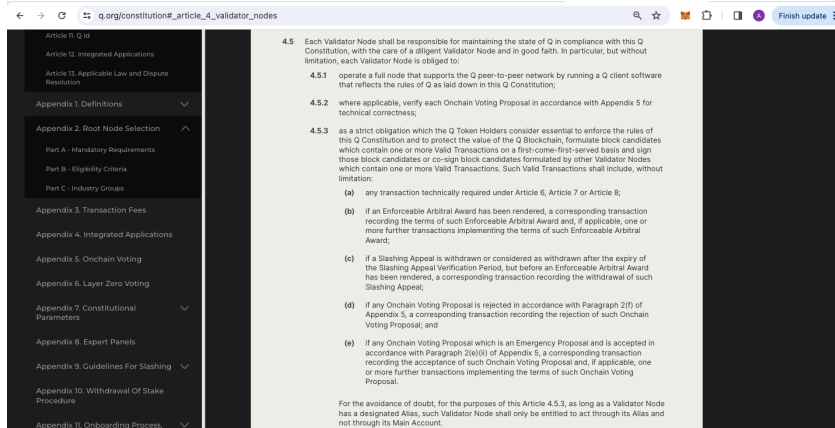 q.org/constitution#_article_4_validator_nodes
A
Finish update
Article 11. Q Id
Article 12. Integrated Applications
Article 13. Applicable Law and Dispute
Resolution
Appendix 1. Definitions
Appendix 2. Root Node Selection
Part A - Mandatory Requirements
Part B - Eligibility Criteria
Part C - Industry Groups
Appendix 3. Transaction Fees
Appendix 4. Integrated Applications
Appendix 5. Onchain Voting
Appendix 6. Layer Zero Voting
Appendix 7. Constitutional
Parameters
Appendix 8. Expert Panels
Appendix 9. Guidelines For Slashing
Appendix 10. Withdrawal Of Stake
Procedure
Appendix 11. Onboarding Process,
4.5 Each Validator Node shall be responsible for maintaining the state of Q in compliance with this Q
Constitution, with the care of a diligent Validator Node and in good faith. In particular, but without
limitation, each Validator Node is obliged to:
4.5.1 operate a full node that supports the Q peer-to-peer network by running a Q client software
that reflects the rules of Q as laid down in this Q Constitution;
4.5.2 where applicable, verify each Onchain Voting Proposal in accordance with Appendix 5 for
technical correctness;
4.5.3 as a strict obligation which the Q Token Holders consider essential to enforce the rules of
this Q Constitution and to protect the value of the Q Blockchain, formulate block candidates
which contain one or more Valid Transactions on a first-come-first-served basis and sign
those block candidates or co-sign block candidates formulated by other Validator Nodes
which contain one or more Valid Transactions. Such Valid Transactions shall include, without
limitation:
(a) any transaction technically required under Article 6, Article 7 or Article 8;
(b) if an Enforceable Arbitral Award has been rendered, a corresponding transaction
recording the terms of such Enforceable Arbitral Award and, if applicable, one or
more further transactions implementing the terms of such Enforceable Arbitral
Award;
(c) if a Slashing Appeal is withdrawn or considered as withdrawn after the expiry of
the Slashing Appeal Verification Period, but before an Enforceable Arbitral Award
has been rendered, a corresponding transaction recording the withdrawal of such
Slashing Appeal;
(d) if any Onchain Voting Proposal is rejected in accordance with Paragraph 2(f) of
Appendix 5, a corresponding transaction recording the rejection of such Onchain
Voting Proposal; and
(e) if any Onchain Voting Proposal which is an Emergency Proposal and is accepted in
accordance with Paragraph 2(e)(ii) of Appendix 5, a corresponding transaction
recording the acceptance of such Onchain Voting Proposal and, if applicable, one
or more further transactions implementing the terms of such Onchain Voting
Proposal.
For the avoidance of doubt, for the purposes of this Article 4.5.3, as long as a Validator Node
has a designated Alias, such Validator Node shall only be entitled to act through its Alias and
not through its Main Account.